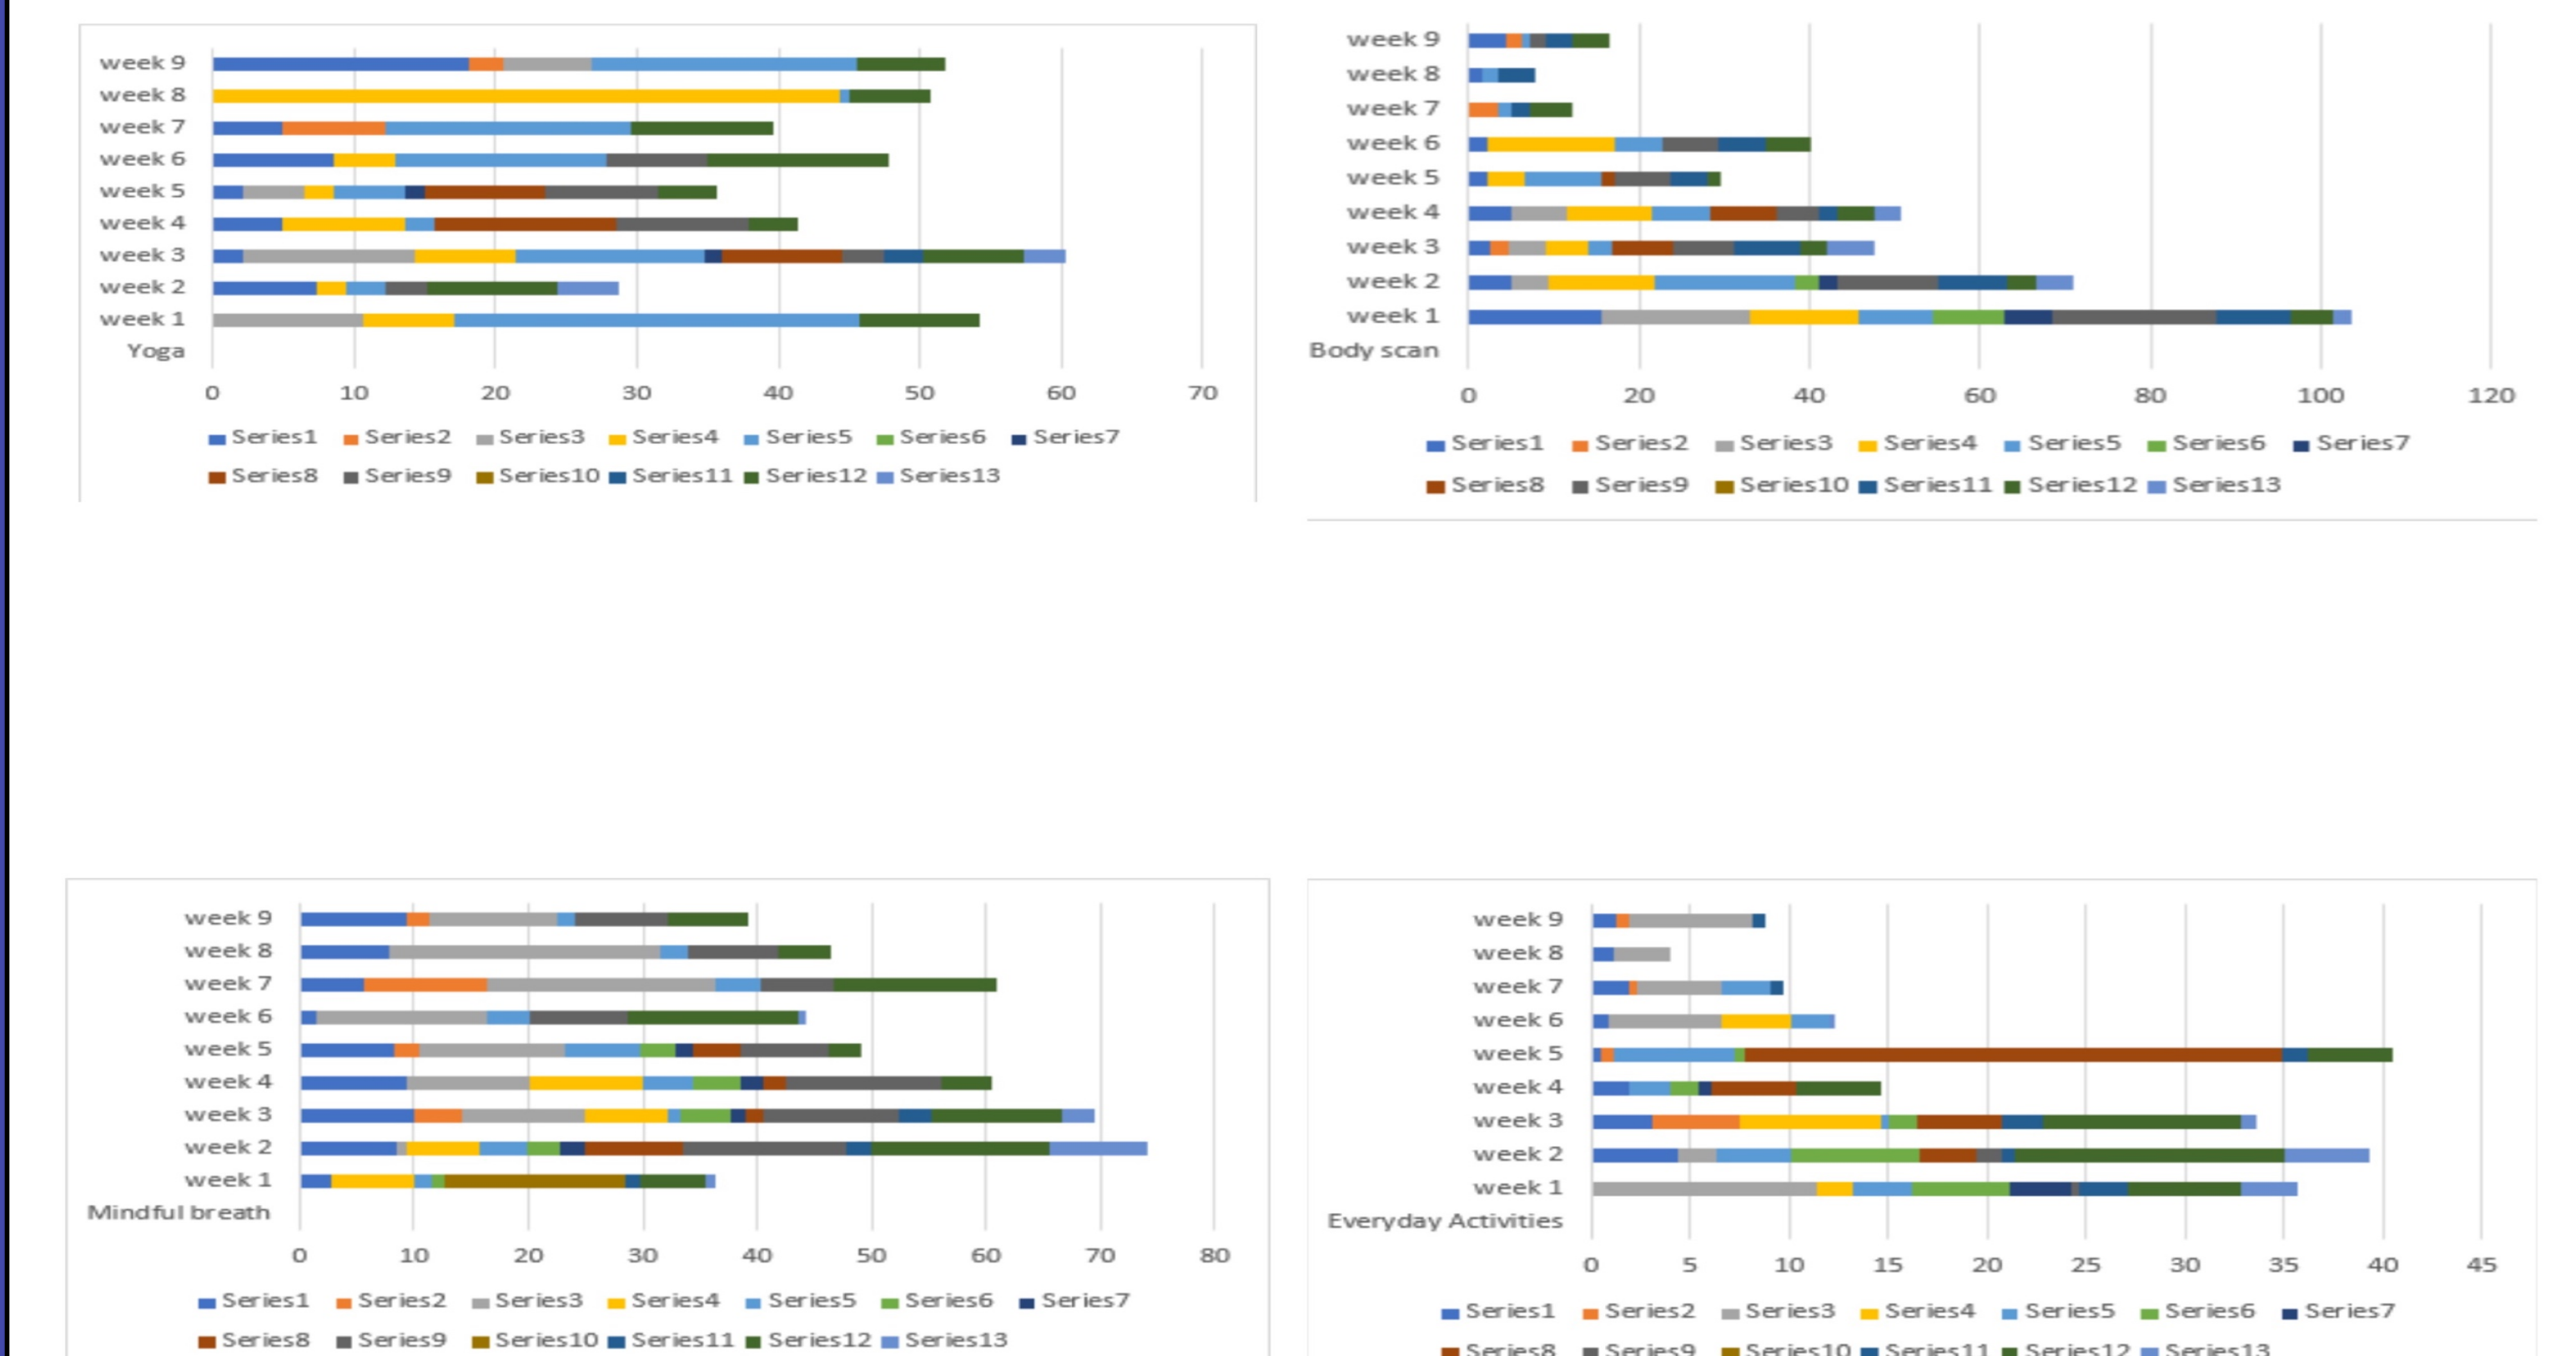 week 9
week 8
week 7
week 6
week 5
week 4
week 3
week 2
week 1
Yoga
0 10 20 30 40 50 60 70
Series1 Series2 Series3 Series4 Series5 Series6 Series7
Series8 Series9 Series10 Series11 Series12 Series13
week 9
week 8
week 7
week 6
week 5
week 4
week 3
week 2
week 1
Body scan
0 20 40 60 80 100 120
Series1 Series2 Series3 Series4 Series5 Series6 Series7
Series8 Series9 Series10 Series11 Series12 Series13
week 9
week 8
week 7
week 6
week 5
week 4
week 3
week 2
week 1
Mindful breath
0 10 20 30 40 50 60 70 80
Series1 Series2 Series3 Series4 Series5 Series6 Series7
Series8 Series9 Series10 Series11 Series12 Series13
week 9
week 8
week 7
week 6
week 5
week 4
week 3
week 2
week 1
Everyday Activities
0 5 10 15 20 25 30 35 40 45
Series1 Series2 Series3 Series4 Series5 Series6 Series7
Series8 Series9 Series10 Series11 Series12 Series13